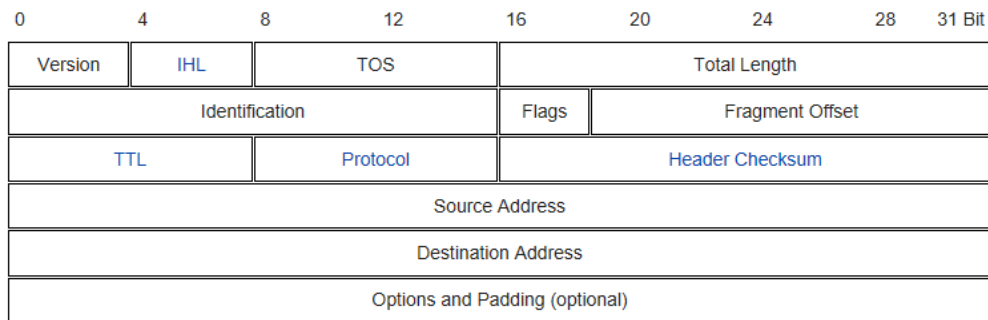 0 4 8 12 16 20 24 28 31 Bit
Version IHL TOS Total Length
Identification Flags Fragment Offset
TTL Protocol Header Checksum
Source Address
Destination Address
Options and Padding (optional)